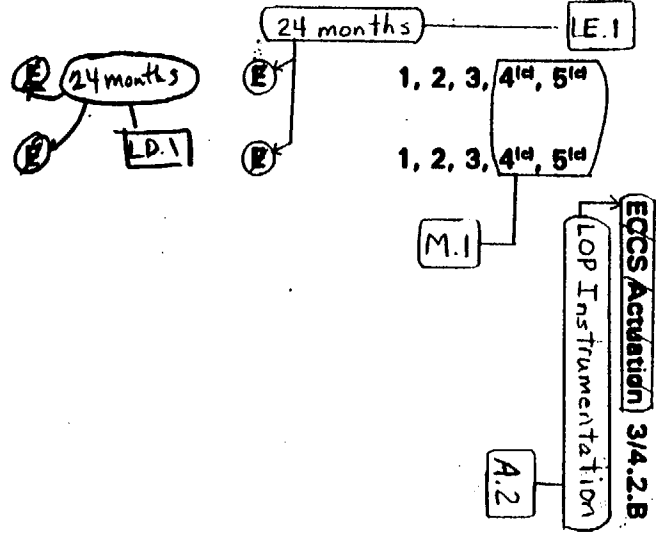 24 months LE.1
E 24 months E 1, 2, 3, 4(d), 5(d)
E LD.1 E 1, 2, 3, 4(d), 5(d)
M.1
ECCS Actuation 3/4.2.B
LOP Instrumentation
A.2